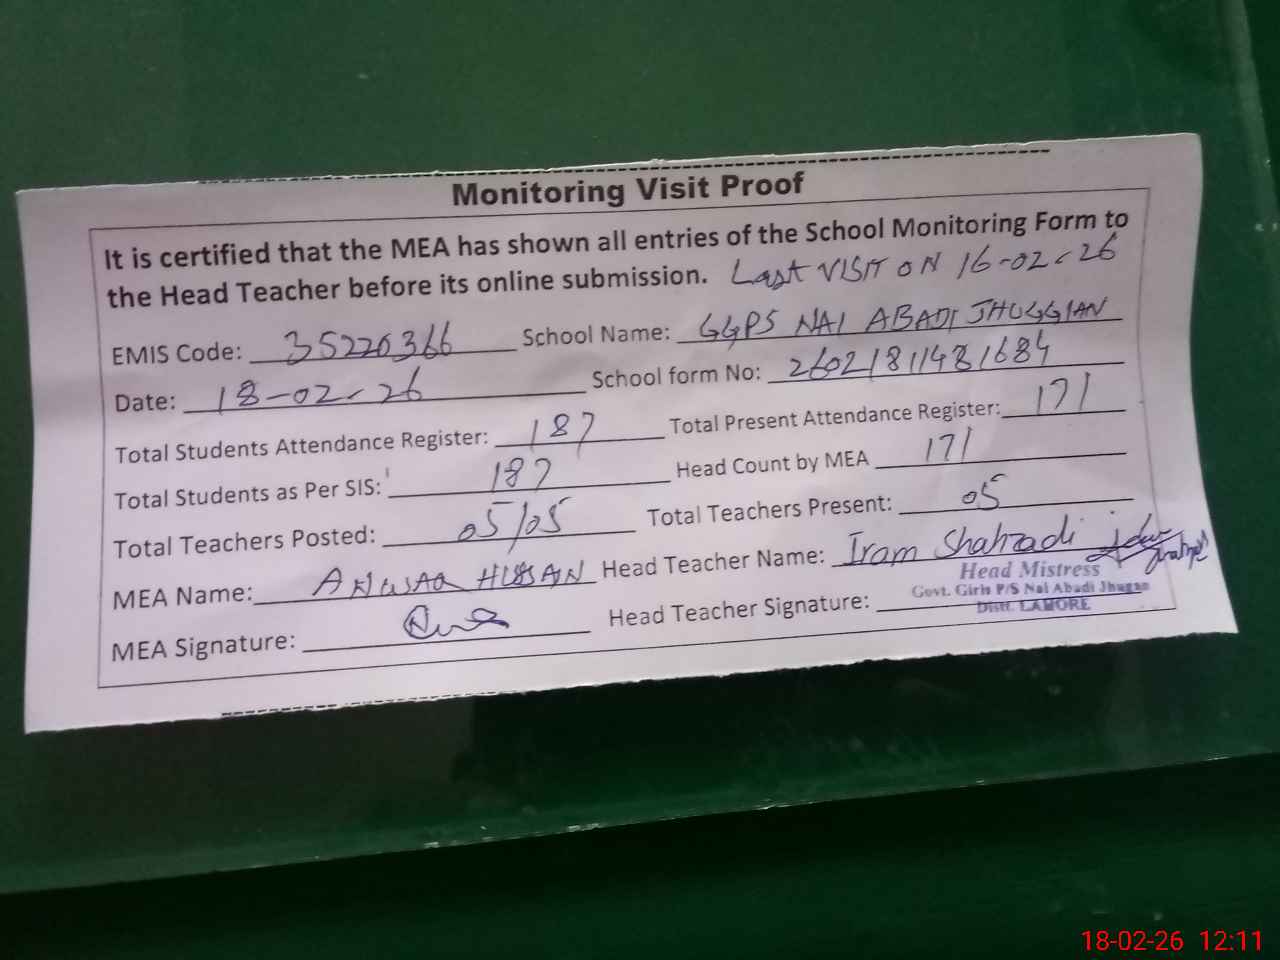 Monitoring Visit Proof
It is certified that the MEA has shown all entries of the School Monitoring Form to
the Head Teacher before its online submission. Last VISIT ON 16-02-26
EMIS Code: 35220366 School Name: GGPS NAI ABADI JHUGGIAN
Date: 18-02-26 School form No: 26021811481684
Total Students Attendance Register: 187 Total Present Attendance Register: 171
Total Students as Per SIS: 187 Head Count by MEA 171
Total Teachers Posted: 05/05 Total Teachers Present: 05
MEA Name: HUSSAIN Head Teacher Name: Iram Shahzadi
Head Mistress
MEA Signature: Head Teacher Signature: Govt. Girls P/S Nai Abadi Jhugan
Distt. LAHORE
18-02-26 12:11